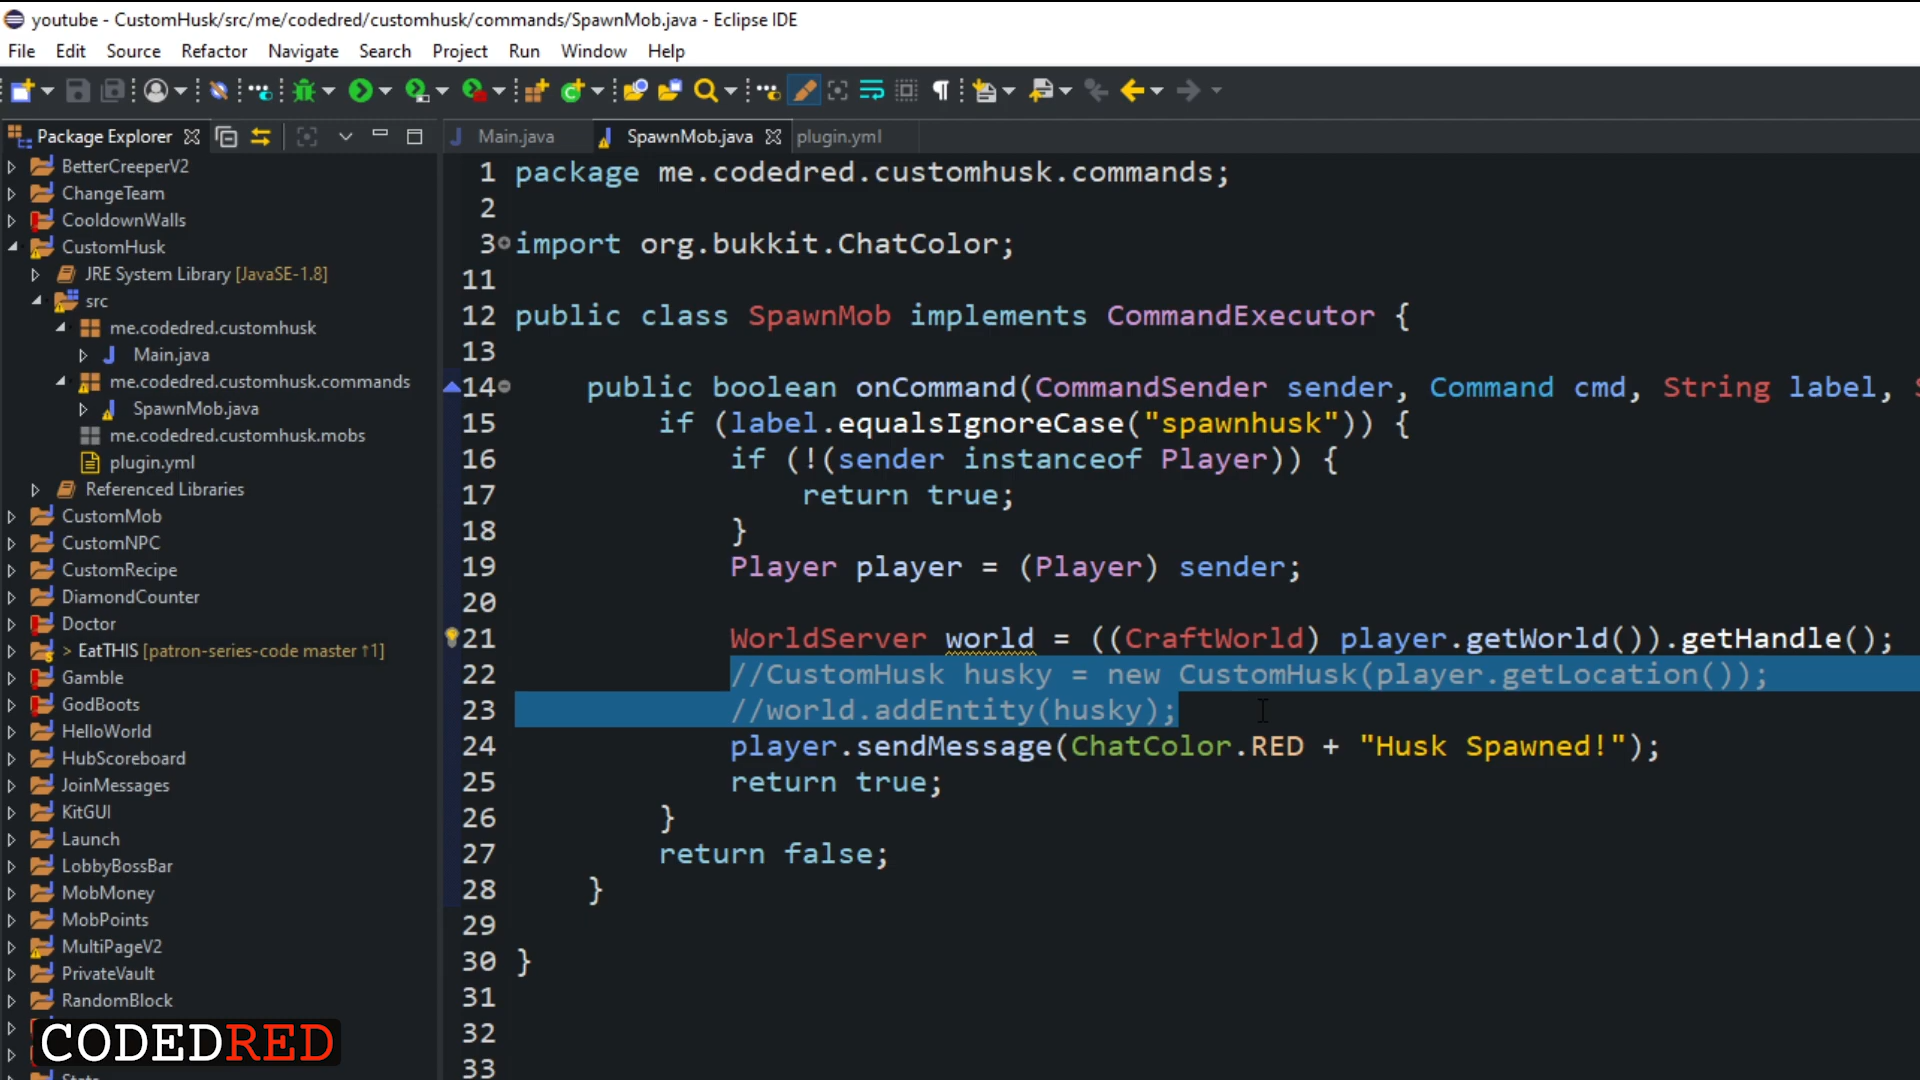 youtube - CustomHusk/src/me/codedred/customhusk/commands/SpawnMob.java - Eclipse IDE
File Edit Source Refactor Navigate Search Project Run Window Help
Package Explorer
Main.java SpawnMob.java plugin.yml
BetterCreeperV2
ChangeTeam
CooldownWalls
CustomHusk
JRE System Library [JavaSE-1.8]
src
me.codedred.customhusk
Main.java
me.codedred.customhusk.commands
SpawnMob.java
me.codedred.customhusk.mobs
plugin.yml
Referenced Libraries
CustomMob
CustomNPC
CustomRecipe
DiamondCounter
Doctor
> EatTHIS [patron-series-code master ↑1]
Gamble
GodBoots
HelloWorld
HubScoreboard
JoinMessages
KitGUI
Launch
LobbyBossBar
MobMoney
MobPoints
MultiPageV2
PrivateVault
RandomBlock
CODEDRED
1 package me.codedred.customhusk.commands;
2
3 import org.bukkit.ChatColor;
11
12 public class SpawnMob implements CommandExecutor {
13
14 public boolean onCommand(CommandSender sender, Command cmd, String label,
15 if (label.equalsIgnoreCase("spawnhusk")) {
16 if (!(sender instanceof Player)) {
17 return true;
18 }
19 Player player = (Player) sender;
20
21 WorldServer world = ((CraftWorld) player.getWorld()).getHandle();
22 //CustomHusk husky = new CustomHusk(player.getLocation());
23 //world.addEntity(husky);
24 player.sendMessage(ChatColor.RED + "Husk Spawned!");
25 return true;
26 }
27 return false;
28 }
29
30 }
31
32
33